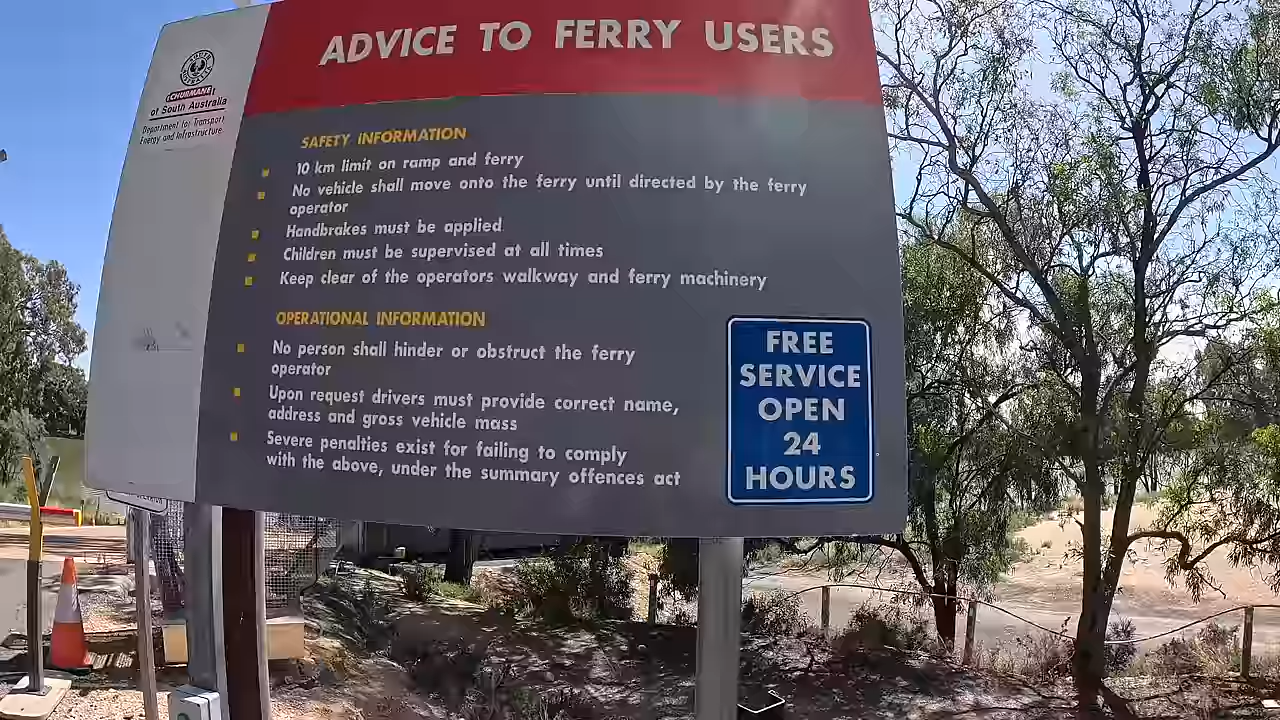 ADVICE TO FERRY USERS
of South Australia
Department for Transport
Energy and Infrastructure
SAFETY INFORMATION
10 km limit on ramp and ferry
No vehicle shall move onto the ferry until directed by the ferry
operator
Handbrakes must be applied
Children must be supervised at all times
Keep clear of the operators walkway and ferry machinery
OPERATIONAL INFORMATION
No person shall hinder or obstruct the ferry
operator
Upon request drivers must provide correct name,
address and gross vehicle mass
Severe penalties exist for failing to comply
with the above, under the summary offences act
FREE
SERVICE
OPEN
24
HOURS